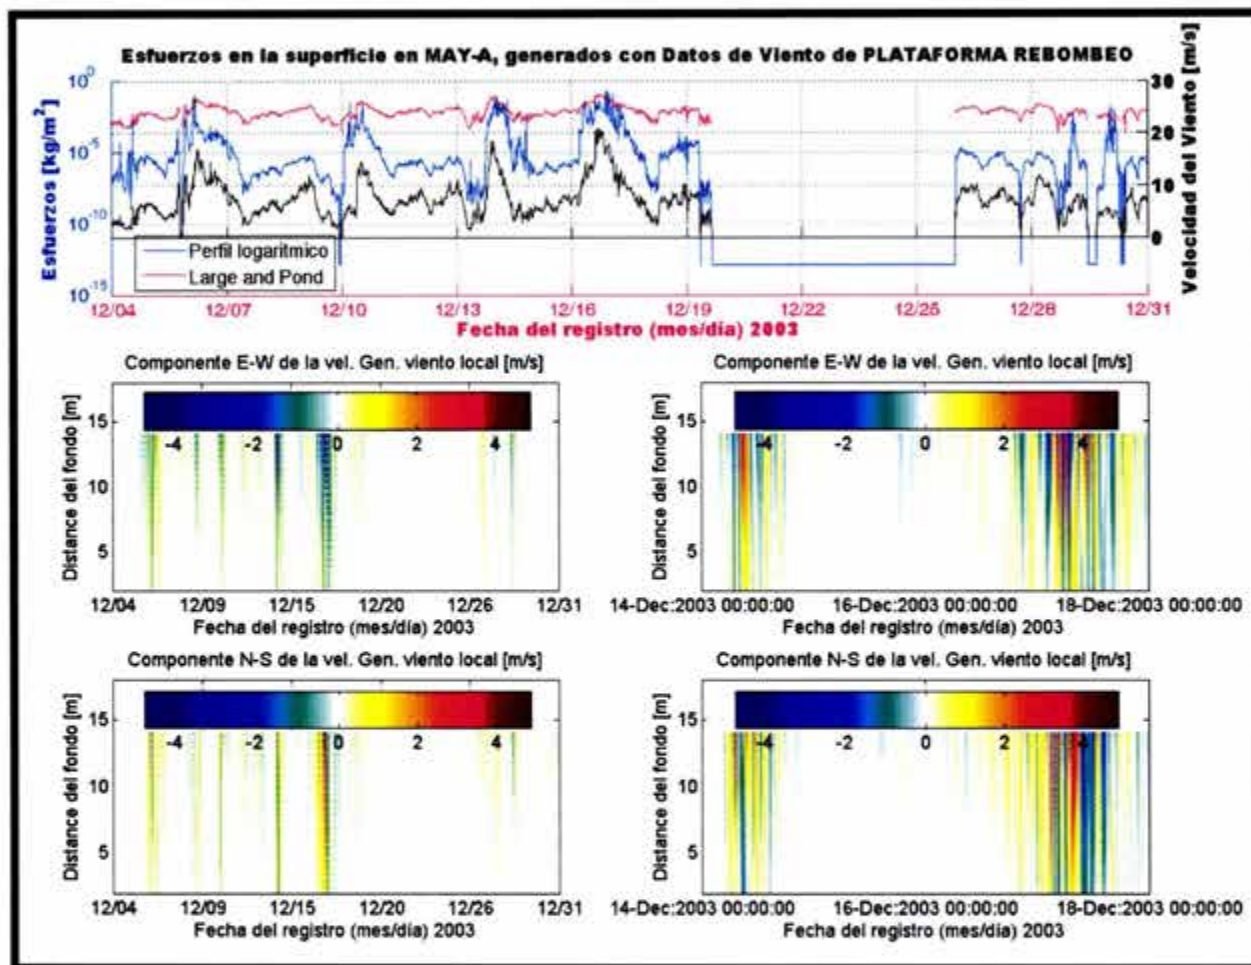 Esfuerzos en la superficie en MAY-A, generados con Datos de Viento de PLATAFORMA REBOMBEO
Esfuerzos [kg/m²]
10⁰
10⁻⁵
10⁻¹⁰
10⁻¹⁵
Velocidad del Viento [m/s]
30
20
10
0
Perfil logaritmico
Large and Pond
12/04 12/07 12/10 12/13 12/16 12/19 12/22 12/25 12/28 12/31
Fecha del registro (mes/día) 2003
Componente E-W de la vel. Gen. viento local [m/s]
Distance del fondo [m]
15
10
5
-4 -2 0 2 4
12/04 12/09 12/15 12/20 12/26 12/31
Fecha del registro (mes/día) 2003
Componente E-W de la vel. Gen. viento local [m/s]
Distance del fondo [m]
15
10
5
-4 -2 0 2 4
14-Dec:2003 00:00:00 16-Dec:2003 00:00:00 18-Dec:2003 00:00:00
Fecha del registro (mes/día) 2003
Componente N-S de la vel. Gen. viento local [m/s]
Distance del fondo [m]
15
10
5
-4 -2 0 2 4
12/04 12/09 12/15 12/20 12/26 12/31
Fecha del registro (mes/día) 2003
Componente N-S de la vel. Gen. viento local [m/s]
Distance del fondo [m]
15
10
5
-4 -2 0 2 4
14-Dec:2003 00:00:00 16-Dec:2003 00:00:00 18-Dec:2003 00:00:00
Fecha del registro (mes/día) 2003